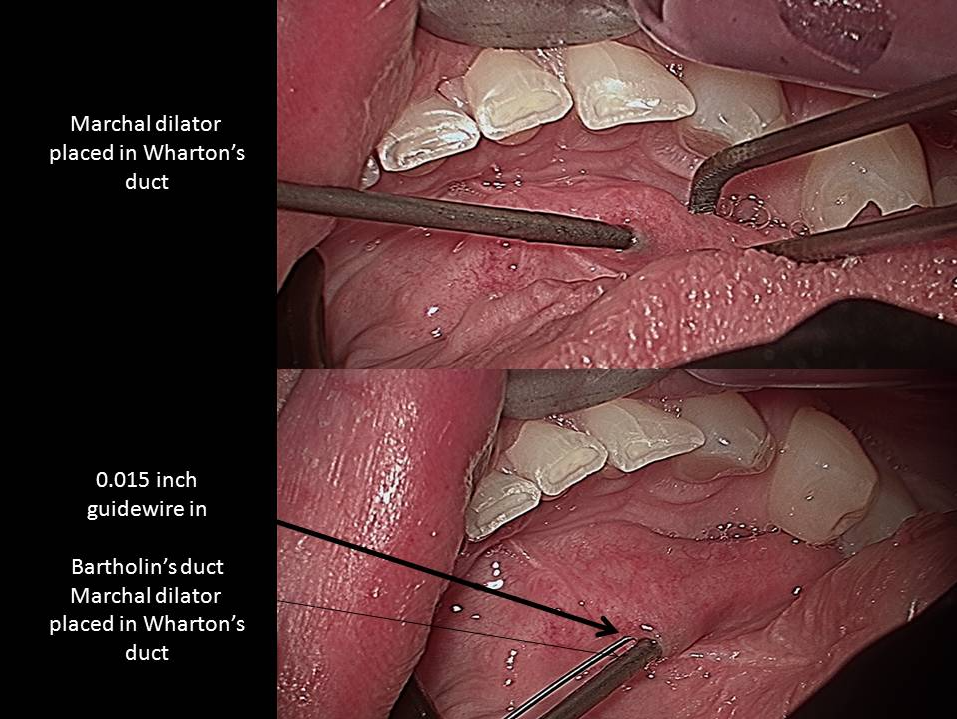 Marchal dilator
placed in Wharton's
duct
0.015 inch
guidewire in
Bartholin's duct
Marchal dilator
placed in Wharton's
duct